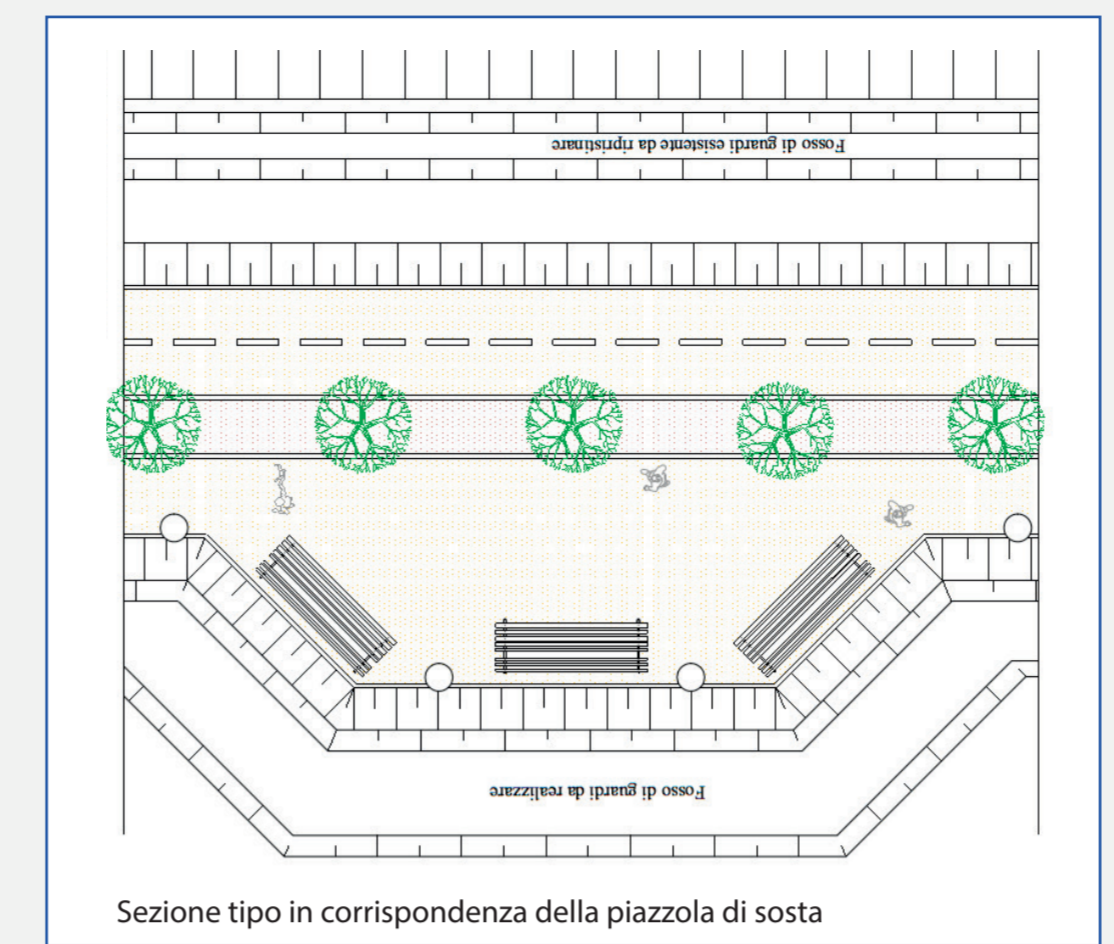 Fosso di guardi esistente da ripristinare
Fosso di guardi da realizzare
Sezione tipo in corrispondenza della piazzola di sosta